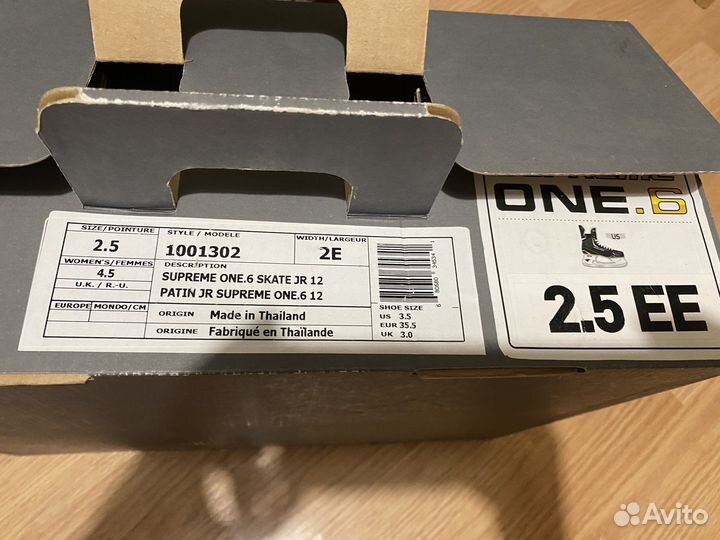 SIZE/POINTURE
2.5
WOMEN'S/FEMMES
4.5
U.K. / R.-U.
EUROPE MONDO/CM
STYLE / MODELE
1001302
WIDTH/LARGEUR
2E
DESCRIPTION
SUPREME ONE.6 SKATE JR 12
PATIN JR SUPREME ONE.6 12
ORIGIN Made in Thailand
ORIGINE Fabriqué en Thaïlande
SHOE SIZE
US 3.5
EUR 35.5
UK 3.0
ONE.6
US
2.5 EE
Avito